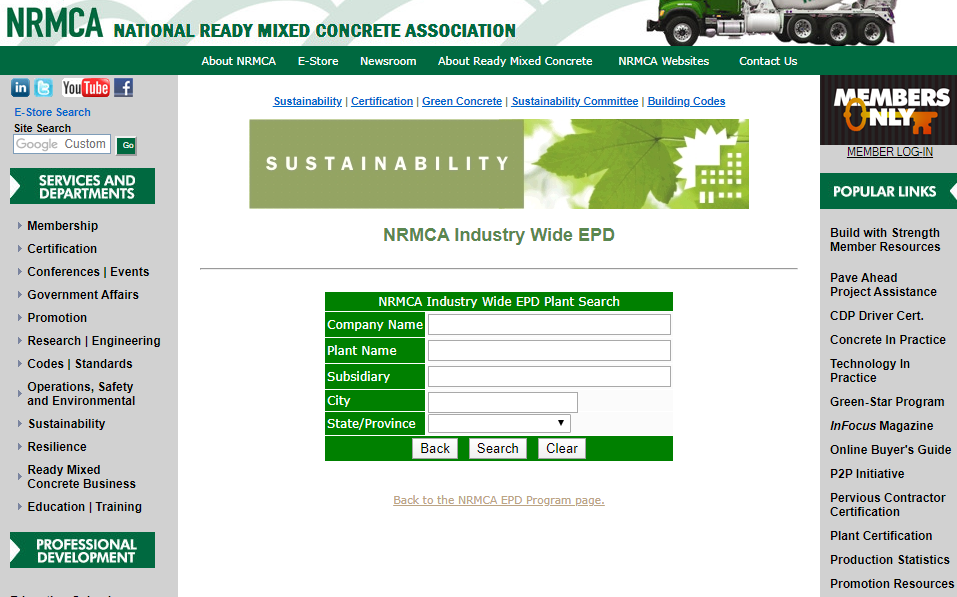 NRMCA NATIONAL READY MIXED CONCRETE ASSOCIATION
About NRMCA E-Store Newsroom About Ready Mixed Concrete NRMCA Websites Contact Us
in You Tube f
E-Store Search
Site Search
Google Custom Go
SERVICES AND
DEPARTMENTS
Membership
Certification
Conferences | Events
Government Affairs
Promotion
Research | Engineering
Codes | Standards
Operations, Safety
and Environmental
Sustainability
Resilience
Ready Mixed
Concrete Business
Education | Training
PROFESSIONAL
DEVELOPMENT
Sustainability | Certification | Green Concrete | Sustainability Committee | Building Codes
SUSTAINABILITY
NRMCA Industry Wide EPD
NRMCA Industry Wide EPD Plant Search
Company Name
Plant Name
Subsidiary
City
State/Province
Back Search Clear
Back to the NRMCA EPD Program page.
MEMBERS
ONLY
MEMBER LOG-IN
POPULAR LINKS
Build with Strength
Member Resources
Pave Ahead
Project Assistance
CDP Driver Cert.
Concrete In Practice
Technology In
Practice
Green-Star Program
InFocus Magazine
Online Buyer's Guide
P2P Initiative
Pervious Contractor
Certification
Plant Certification
Production Statistics
Promotion Resources